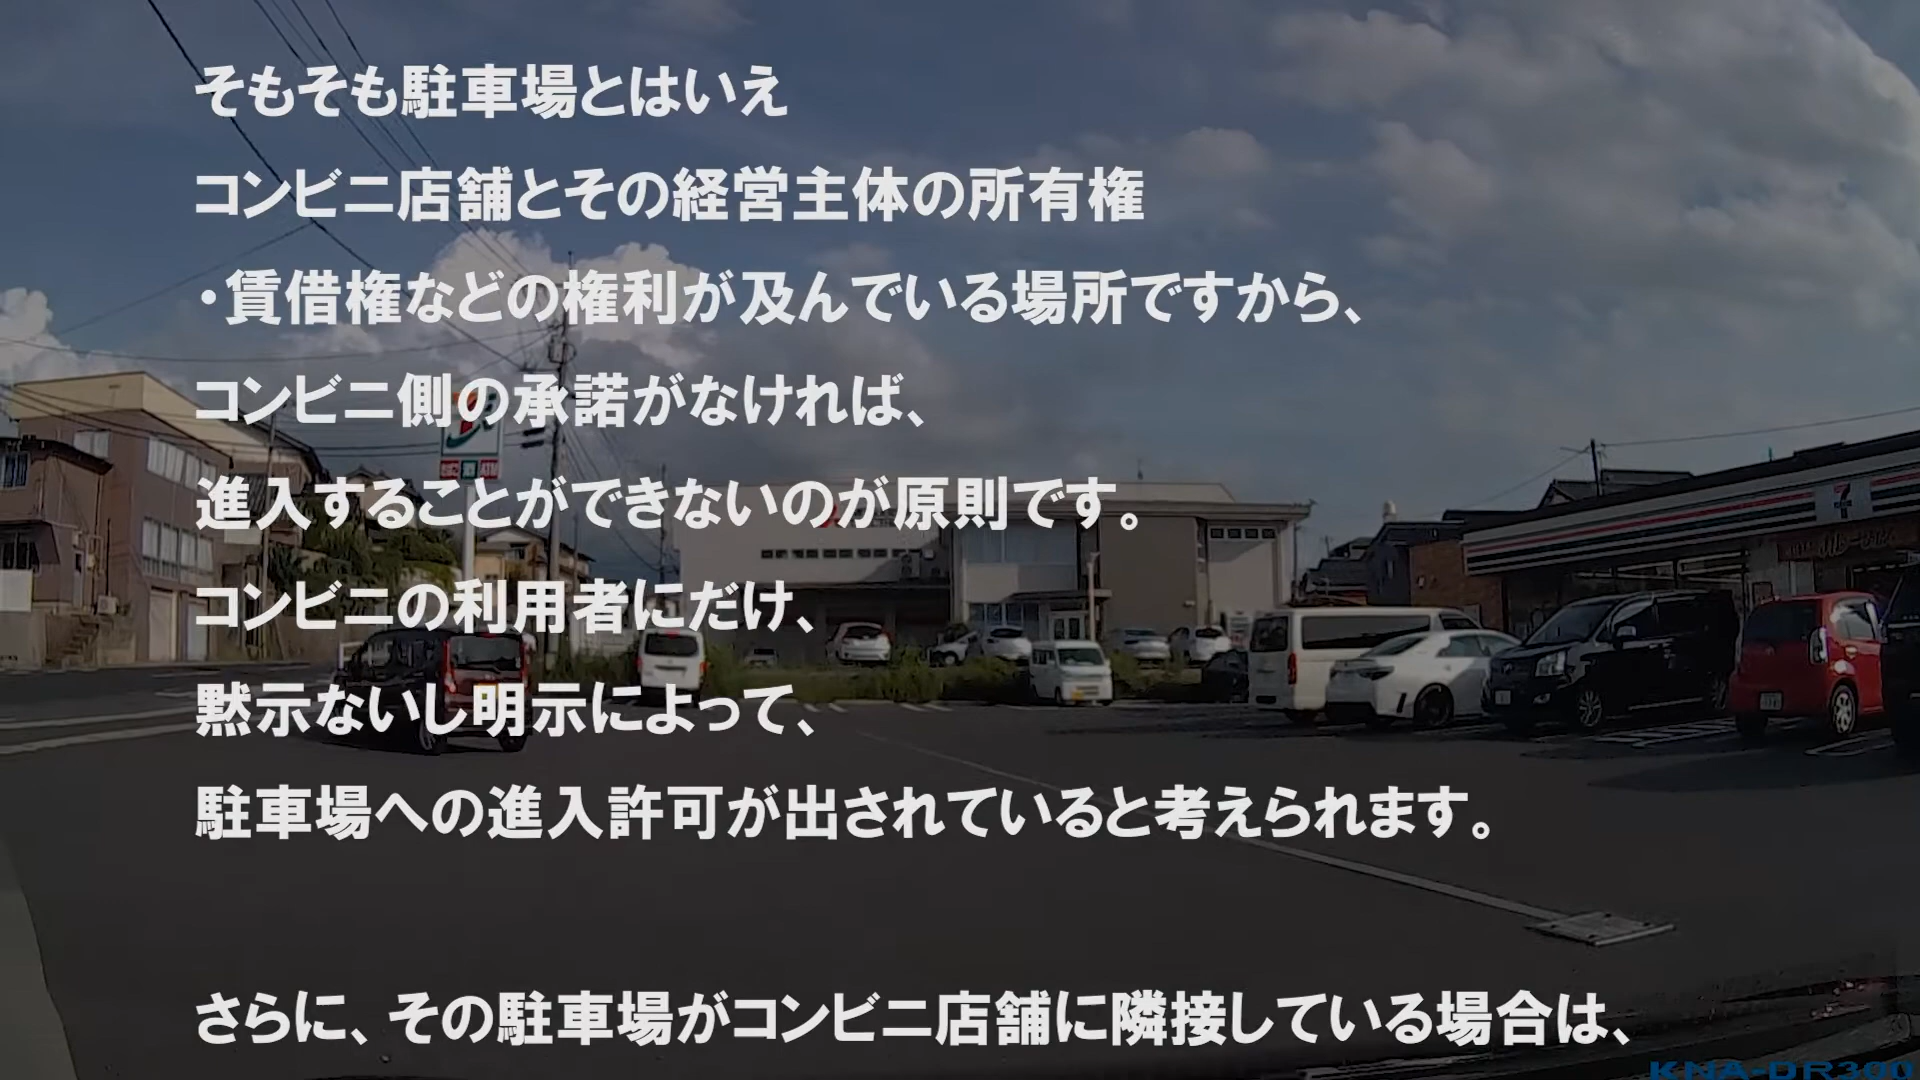 そもそも駐車場とはいえ
コンビニ店舗とその経営主体の所有権
・賃借権などの権利が及んでいる場所ですから、
コンビニ側の承諾がなければ、
進入することができないのが原則です。
コンビニの利用者にだけ、
黙示ないし明示によって、
駐車場への進入許可が出されていると考えられます。
さらに、その駐車場がコンビニ店舗に隣接している場合は、
KNA-DR300